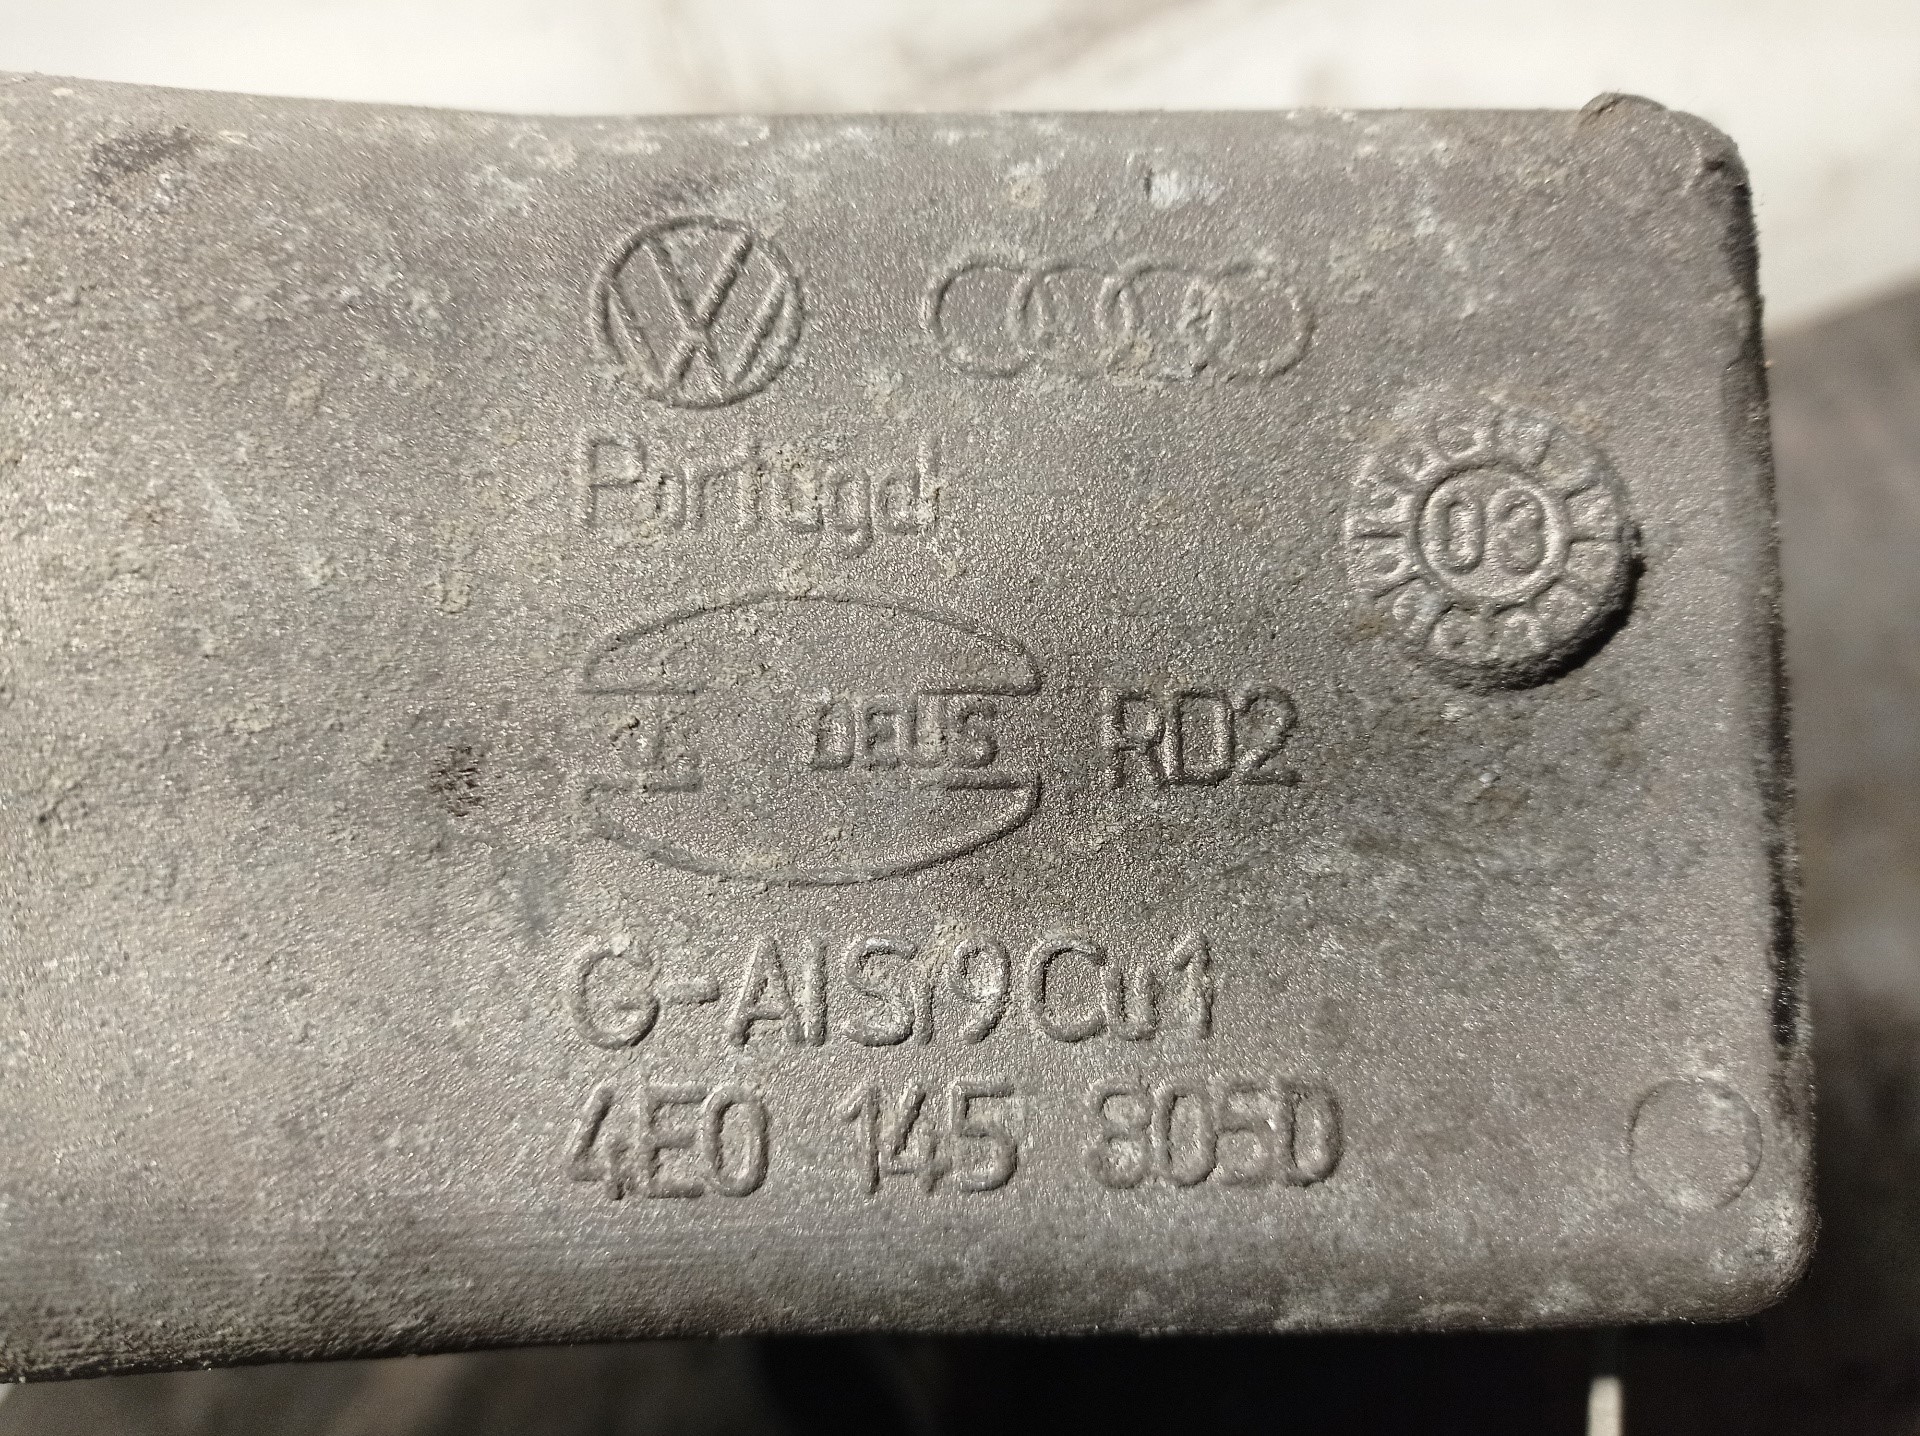 Portugal
03
DEUS RD2
G-AlSi9Cu1
4E0 145 805D